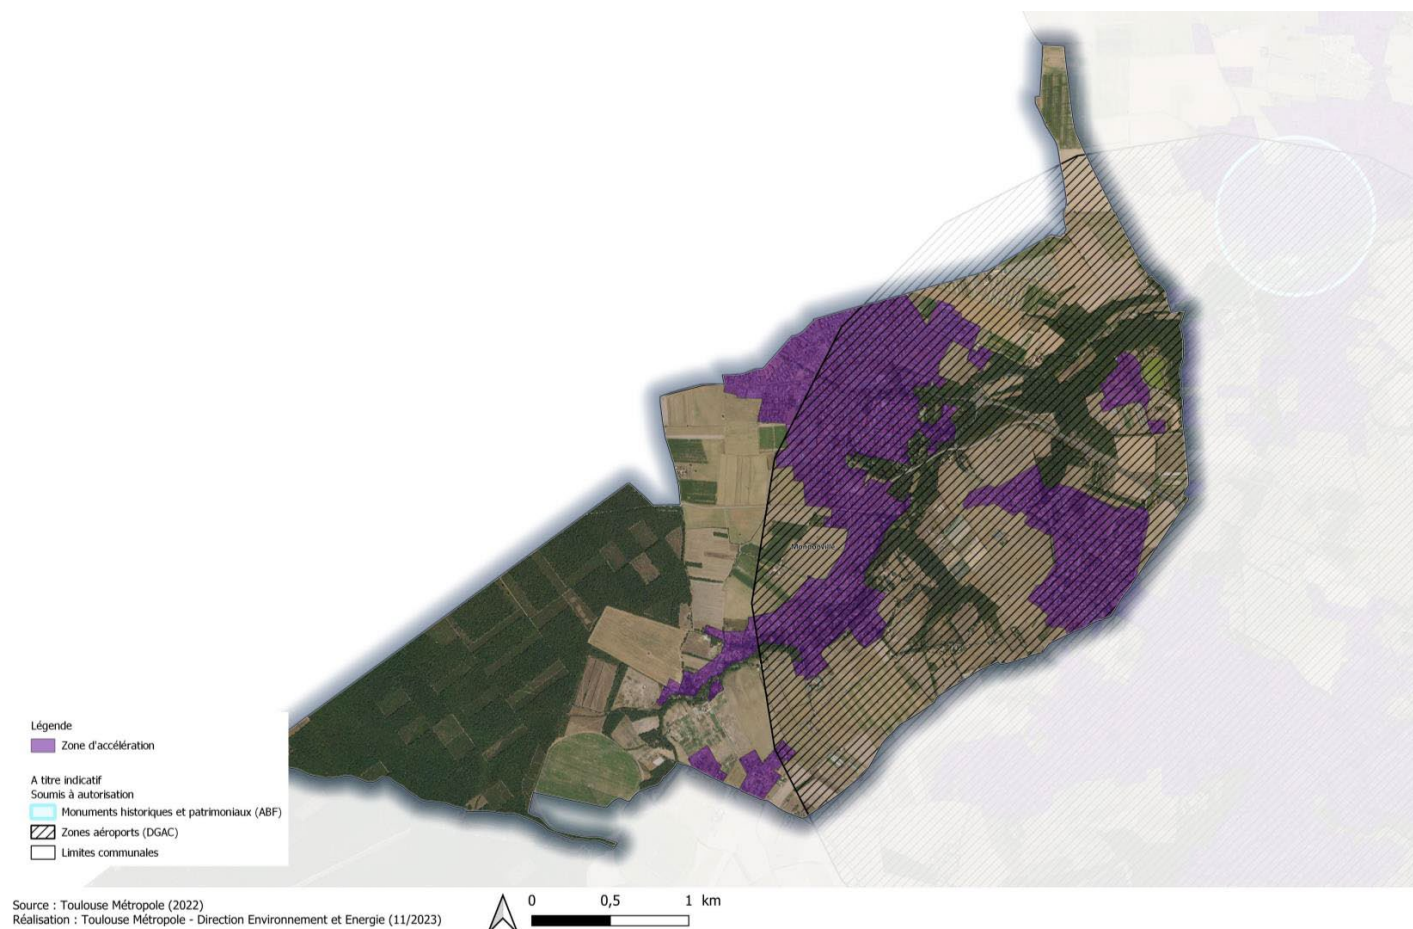 Mondonville
Légende
Zone d'accélération
A titre indicatif
Soumis à autorisation
Monuments historiques et patrimoniaux (ABF)
Zones aéroports (DGAC)
Limites communales
Source : Toulouse Métropole (2022)
Réalisation : Toulouse Métropole - Direction Environnement et Energie (11/2023)
0 0,5 1 km